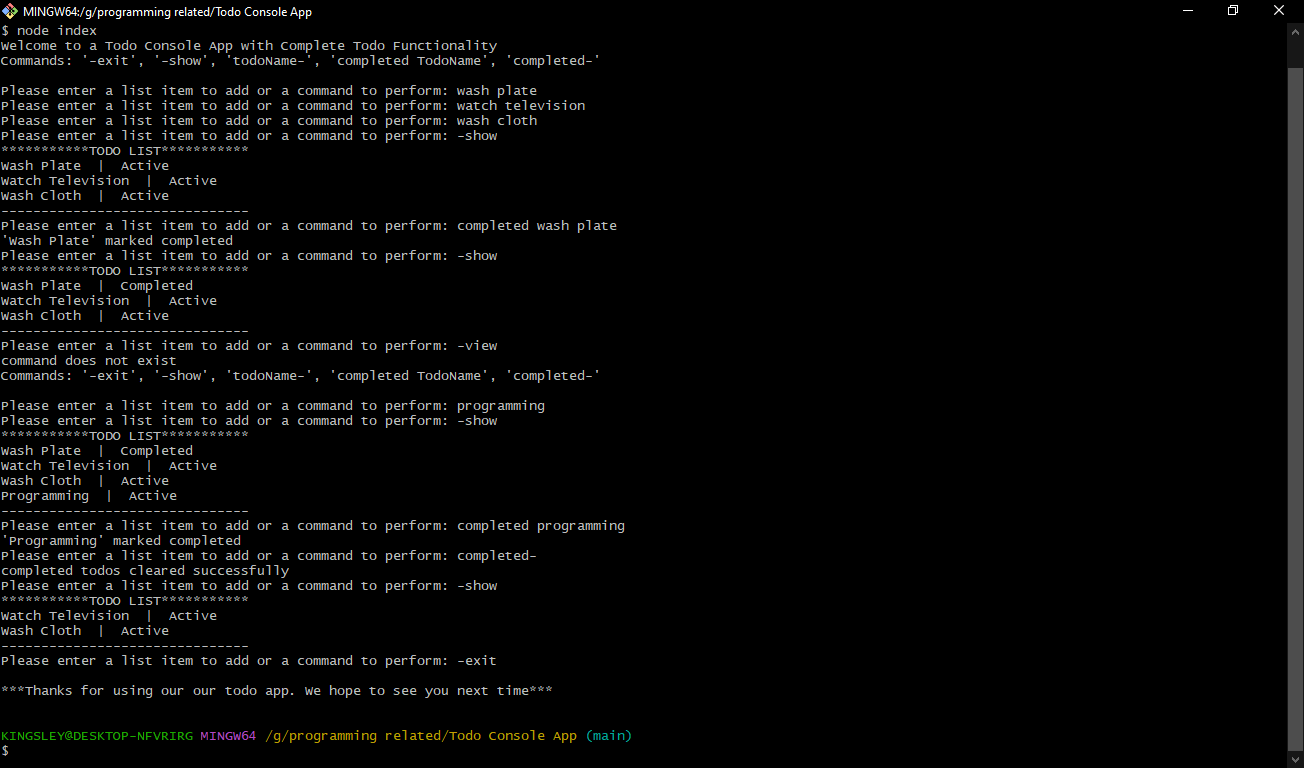 MINGW64:/g/programming related/Todo Console App
$ node index
Welcome to a Todo Console App with Complete Todo Functionality
Commands: '-exit', '-show', 'todoName-', 'completed TodoName', 'completed-'
Please enter a list item to add or a command to perform: wash plate
Please enter a list item to add or a command to perform: watch television
Please enter a list item to add or a command to perform: wash cloth
Please enter a list item to add or a command to perform: -show
***********TODO LIST***********
Wash Plate  |  Active
Watch Television  |  Active
Wash Cloth  |  Active
-------------------------------
Please enter a list item to add or a command to perform: completed wash plate
'Wash Plate' marked completed
Please enter a list item to add or a command to perform: -show
***********TODO LIST***********
Wash Plate  |  Completed
Watch Television  |  Active
Wash Cloth  |  Active
-------------------------------
Please enter a list item to add or a command to perform: -view
command does not exist
Commands: '-exit', '-show', 'todoName-', 'completed TodoName', 'completed-'
Please enter a list item to add or a command to perform: programming
Please enter a list item to add or a command to perform: -show
***********TODO LIST***********
Wash Plate  |  Completed
Watch Television  |  Active
Wash Cloth  |  Active
Programming  |  Active
-------------------------------
Please enter a list item to add or a command to perform: completed programming
'Programming' marked completed
Please enter a list item to add or a command to perform: completed-
completed todos cleared successfully
Please enter a list item to add or a command to perform: -show
***********TODO LIST***********
Watch Television  |  Active
Wash Cloth  |  Active
-------------------------------
Please enter a list item to add or a command to perform: -exit
***Thanks for using our our todo app. We hope to see you next time***
KINGSLEY@DESKTOP-NFVRIRG MINGW64 /g/programming related/Todo Console App (main)
$